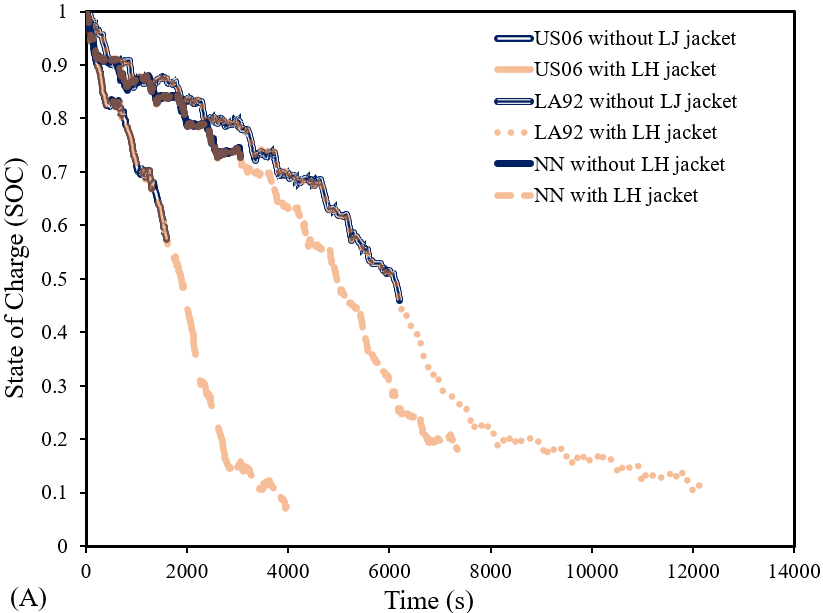 US06 without LJ jacket
US06 with LH jacket
LA92 without LJ jacket
LA92 with LH jacket
NN without LH jacket
NN with LH jacket
State of Charge (SOC)
1
0.9
0.8
0.7
0.6
0.5
0.4
0.3
0.2
0.1
0
0 2000 4000 6000 8000 10000 12000 14000
Time (s)
(A)